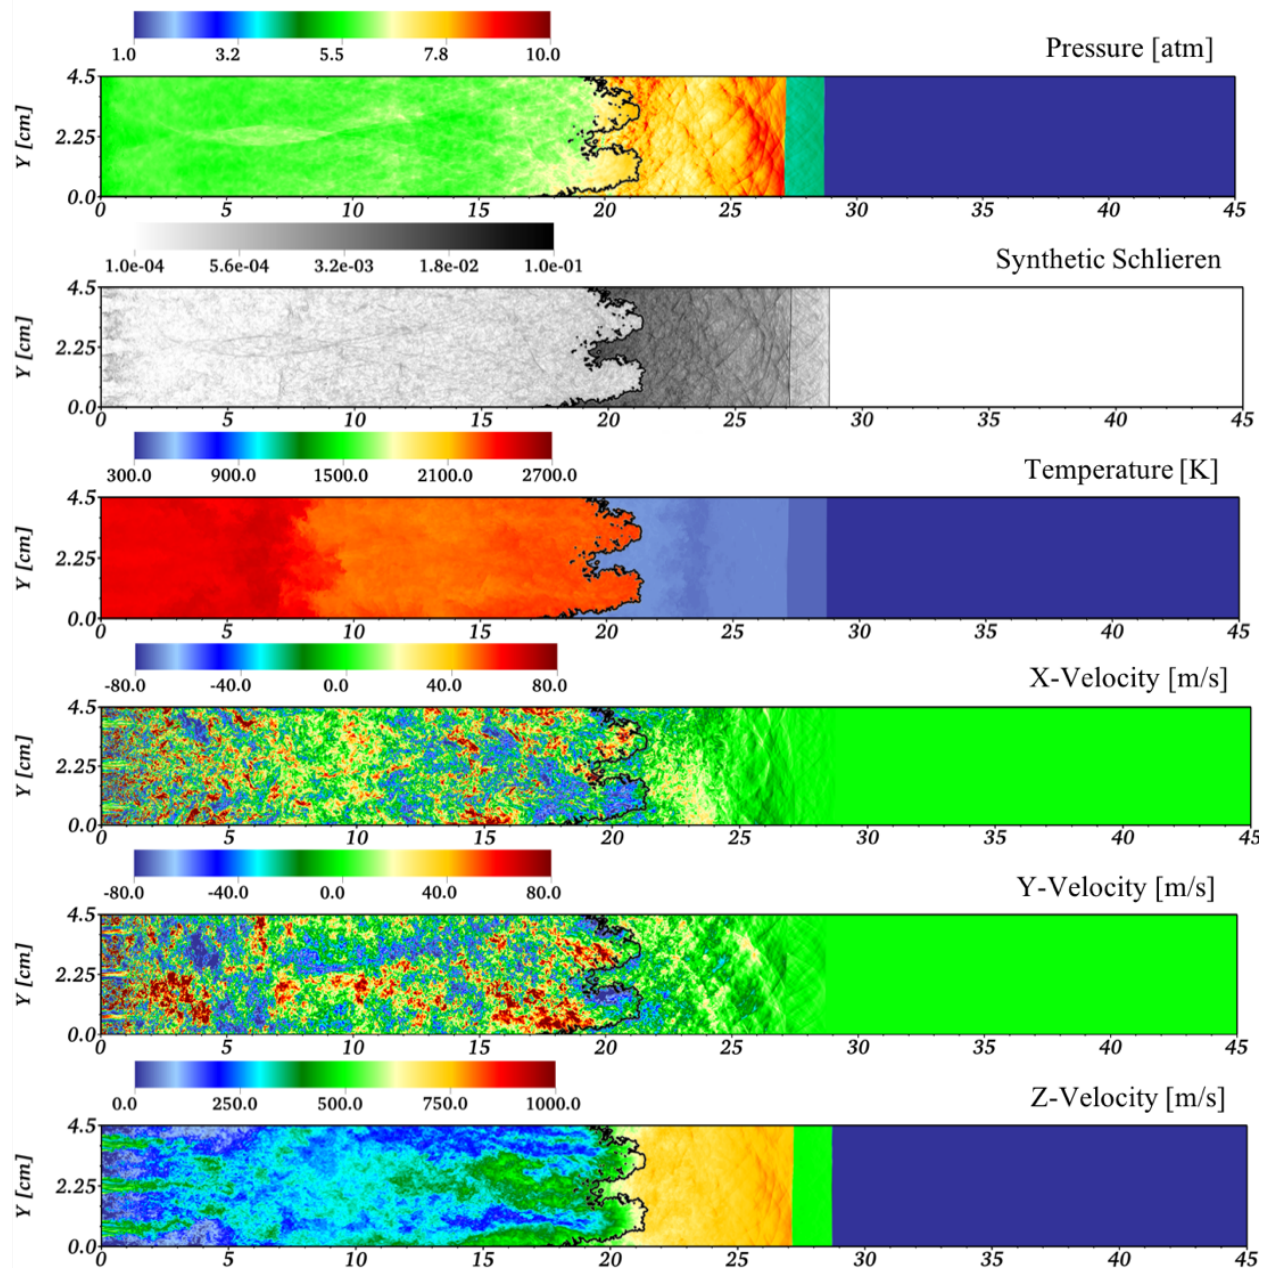 1.0 3.2 5.5 7.8 10.0
Pressure [atm]
4.5
2.25
0.0
Y [cm]
0 5 10 15 20 25 30 35 40 45
1.0e-04 5.6e-04 3.2e-03 1.8e-02 1.0e-01
Synthetic Schlieren
4.5
2.25
0.0
Y [cm]
0 5 10 15 20 25 30 35 40 45
300.0 900.0 1500.0 2100.0 2700.0
Temperature [K]
4.5
2.25
0.0
Y [cm]
0 5 10 15 20 25 30 35 40 45
-80.0 -40.0 0.0 40.0 80.0
X-Velocity [m/s]
4.5
2.25
0.0
Y [cm]
0 5 10 15 20 25 30 35 40 45
-80.0 -40.0 0.0 40.0 80.0
Y-Velocity [m/s]
4.5
2.25
0.0
Y [cm]
0 5 10 15 20 25 30 35 40 45
0.0 250.0 500.0 750.0 1000.0
Z-Velocity [m/s]
4.5
2.25
0.0
Y [cm]
0 5 10 15 20 25 30 35 40 45